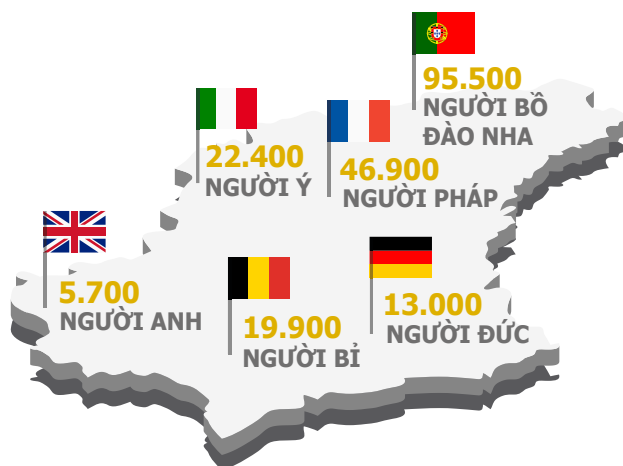 95.500
NGƯỜI BỒ
ĐÀO NHA
22.400
NGƯỜI Ý
46.900
NGƯỜI PHÁP
5.700
NGƯỜI ANH
19.900
NGƯỜI BỈ
13.000
NGƯỜI ĐỨC